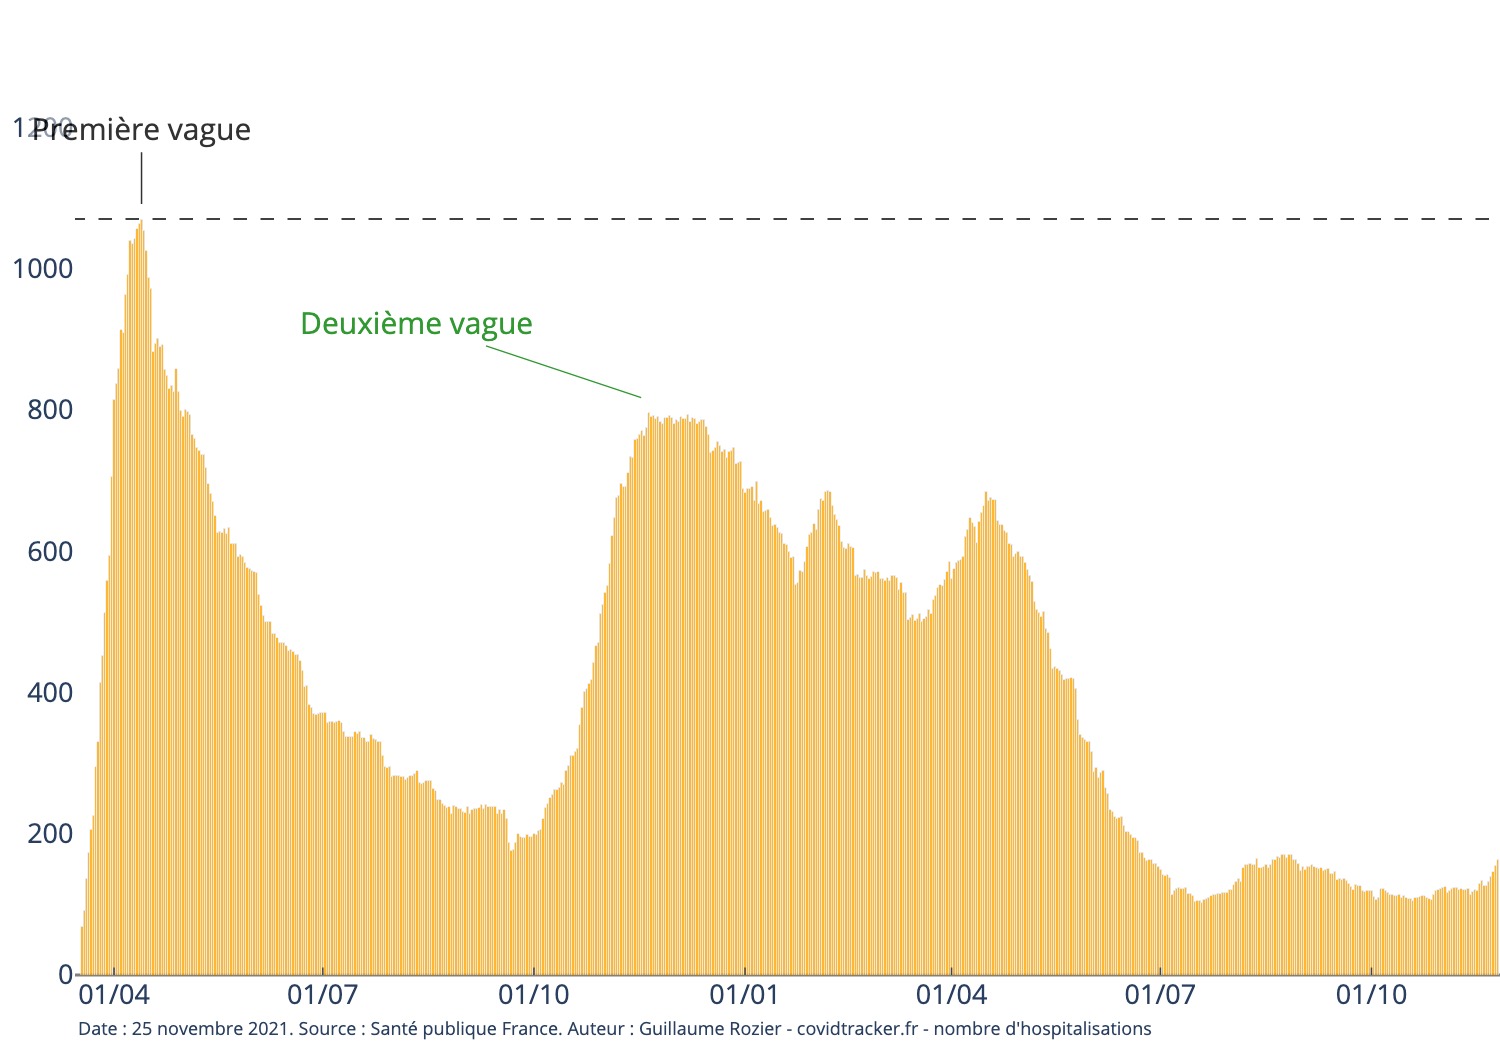 1200
Première vague
1000
Deuxième vague
800
600
400
200
0
01/04 01/07 01/10 01/01 01/04 01/07 01/10
Date : 25 novembre 2021. Source : Santé publique France. Auteur : Guillaume Rozier - covidtracker.fr - nombre d'hospitalisations